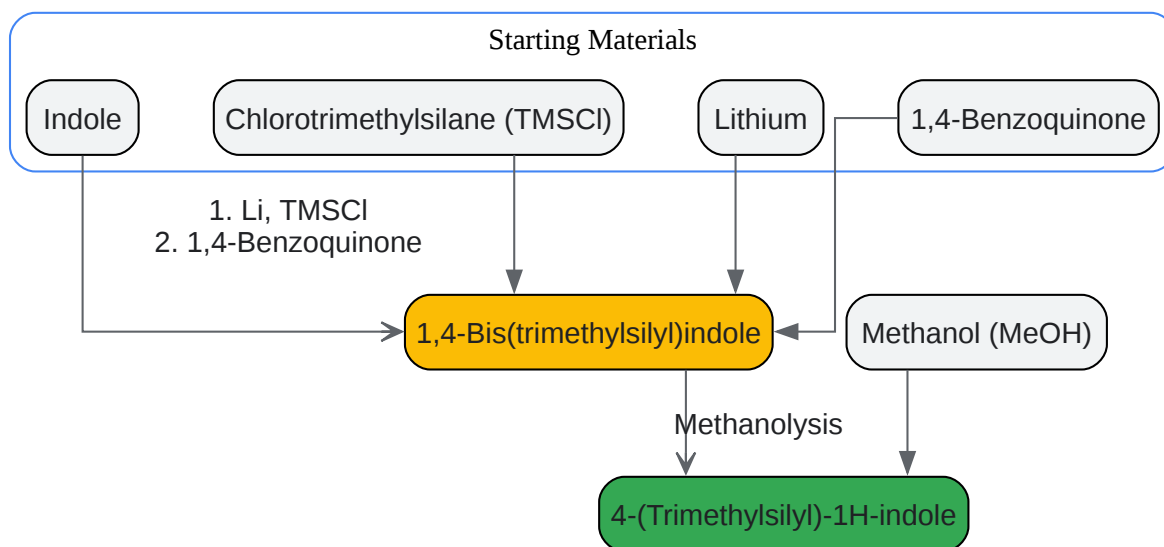 Starting Materials
Indole
Chlorotrimethylsilane (TMSCl)
Lithium
1,4-Benzoquinone
1. Li, TMSCl
2. 1,4-Benzoquinone
1,4-Bis(trimethylsilyl)indole
Methanol (MeOH)
Methanolysis
4-(Trimethylsilyl)-1H-indole